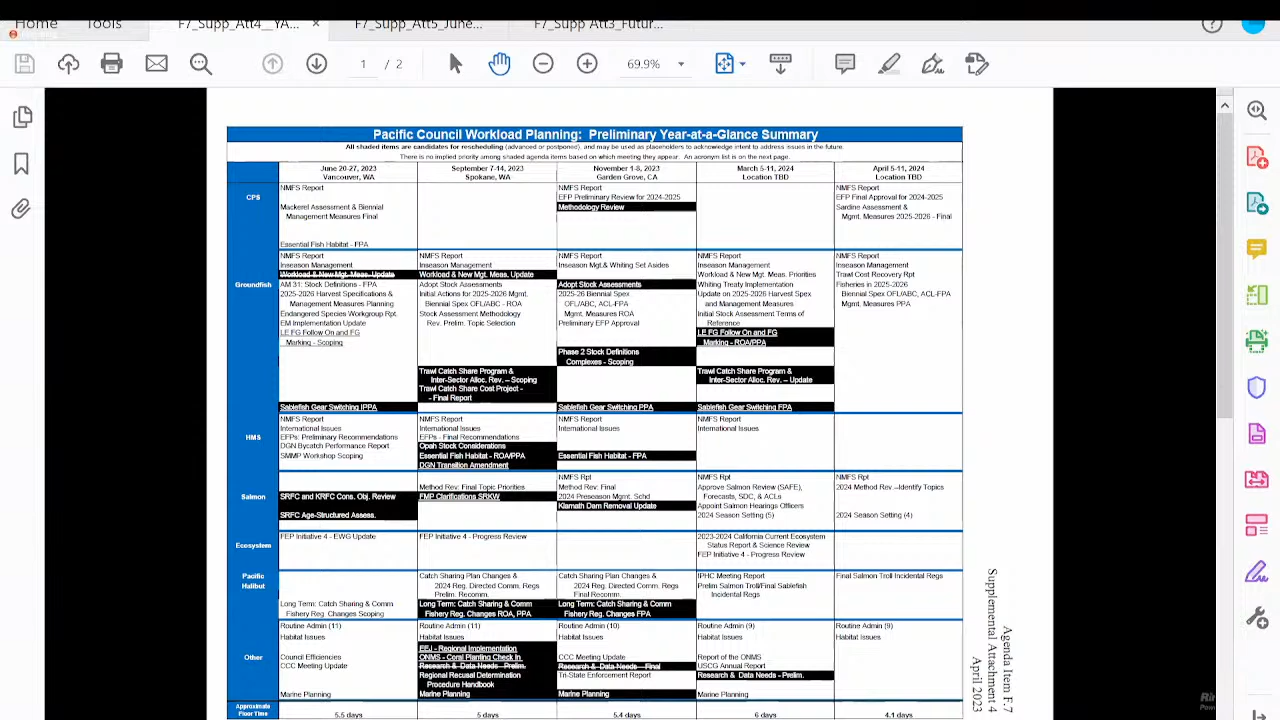 Home Tools F7_Supp_Att4__YA... × F7_Supp_Att5_June... F7_Supp Att3_Futur...
1 / 2 69.9%
Pacific Council Workload Planning: Preliminary Year-at-a-Glance Summary
All shaded items are candidates for rescheduling (advanced or postponed), and may be used as placeholders to acknowledge intent to address issues in the future.
There is no implied priority among shaded agenda items based on which meeting they appear. An acronym list is on the next page.
June 20-27, 2023
Vancouver, WA
September 7-14, 2023
Spokane, WA
November 1-8, 2023
Garden Grove, CA
March 5-11, 2024
Location TBD
April 5-11, 2024
Location TBD
CPS
NMFS Report
Mackerel Assessment & Biennial
Management Measures Final
Essential Fish Habitat - FPA
NMFS Report
EFP Preliminary Review for 2024-2025
Methodology Review
NMFS Report
EFP Final Approval for 2024-2025
Sardine Assessment &
Mgmt. Measures 2025-2026 - Final
Groundfish
NMFS Report
Inseason Management
Workload & New Mgt. Meas. Update
AM 31: Stock Definitions - FPA
2025-2026 Harvest Specifications &
Management Measures Planning
Endangered Species Workgroup Rpt.
EM Implementation Update
LE FG Follow On and FG
Marking - Scoping
Sablefish Gear Switching IPPA
NMFS Report
Inseason Management
Workload & New Mgt. Meas. Update
Adopt Stock Assessments
Initial Actions for 2025-2026 Mgmt.
Biennial Spex OFL/ABC - ROA
Stock Assessment Methodology
Rev. Prelim. Topic Selection
Trawl Catch Share Program &
Inter-Sector Alloc. Rev. – Scoping
Trawl Catch Share Cost Project -
- Final Report
NMFS Report
Inseason Mgt.& Whiting Set Asides
Adopt Stock Assessments
2025-26 Biennial Spex
OFL/ABC, ACL-FPA
Mgmt. Measures ROA
Preliminary EFP Approval
Phase 2 Stock Definitions
Complexes - Scoping
Sablefish Gear Switching PPA
NMFS Report
Inseason Management
Workload & New Mgt. Meas. Priorities
Whiting Treaty Implementation
Update on 2025-2026 Harvest Spex
and Management Measures
Initial Stock Assessment Terms of
Reference
LE FG Follow On and FG
Marking - ROA/PPA
Trawl Catch Share Program &
Inter-Sector Alloc. Rev. – Update
Sablefish Gear Switching FPA
NMFS Report
Inseason Management
Trawl Cost Recovery Rpt
Fisheries in 2025-2026
Biennial Spex OFL/ABC, ACL-FPA
Mgmt. Measures PPA
HMS
NMFS Report
International Issues
EFPs: Preliminary Recommendations
DGN Bycatch Performance Report
SMMP Workshop Scoping
NMFS Report
International Issues
EFPs - Final Recommendations
Opah Stock Considerations
Essential Fish Habitat - ROA/PPA
DGN Transition Amendment
NMFS Report
International Issues
Essential Fish Habitat - FPA
NMFS Report
International Issues
Salmon
SRFC and KRFC Cons. Obj. Review
SRFC Age-Structured Assess.
Method Rev: Final Topic Priorities
FMP Clarifications SRKW
NMFS Rpt
Method Rev: Final
2024 Preseason Mgmt. Schd
Klamath Dam Removal Update
NMFS Rpt
Approve Salmon Review (SAFE),
Forecasts, SDC, & ACLs
Appoint Salmon Hearings Officers
2024 Season Setting (5)
NMFS Rpt
2024 Method Rev.–Identify Topics
2024 Season Setting (4)
Ecosystem
FEP Initiative 4 - EWG Update
FEP Initiative 4 - Progress Review
2023-2024 California Current Ecosystem
Status Report & Science Review
FEP Initiative 4 - Progress Review
Pacific
Halibut
Long Term: Catch Sharing & Comm
Fishery Reg. Changes Scoping
Catch Sharing Plan Changes &
2024 Reg. Directed Comm. Regs
Prelim. Recomm.
Long Term: Catch Sharing & Comm
Fishery Reg. Changes ROA, PPA
Catch Sharing Plan Changes &
2024 Reg. Directed Comm. Regs
Final Recomm.
Long Term: Catch Sharing & Comm
Fishery Reg. Changes FPA
IPHC Meeting Report
Prelim Salmon Troll/Final Sablefish
Incidental Regs
Final Salmon Troll Incidental Regs
Other
Routine Admin (11)
Habitat Issues
Council Efficiencies
CCC Meeting Update
Marine Planning
Routine Admin (11)
Habitat Issues
EEJ - Regional Implementation
ONMS - Coral Planting Check In
Research & Data Needs - Prelim.
Regional Recusal Determination
Procedure Handbook
Marine Planning
Routine Admin (10)
Habitat Issues
CCC Meeting Update
Research & Data Needs - Final
Tri-State Enforcement Report
Marine Planning
Routine Admin (9)
Habitat Issues
Report of the ONMS
USCG Annual Report
Research & Data Needs - Prelim.
Marine Planning
Routine Admin (9)
Habitat Issues
Approximate
Floor Time
5.5 days
5 days
5.4 days
6 days
4.1 days
Agenda Item F.7
Supplemental Attachment 4
April 2023